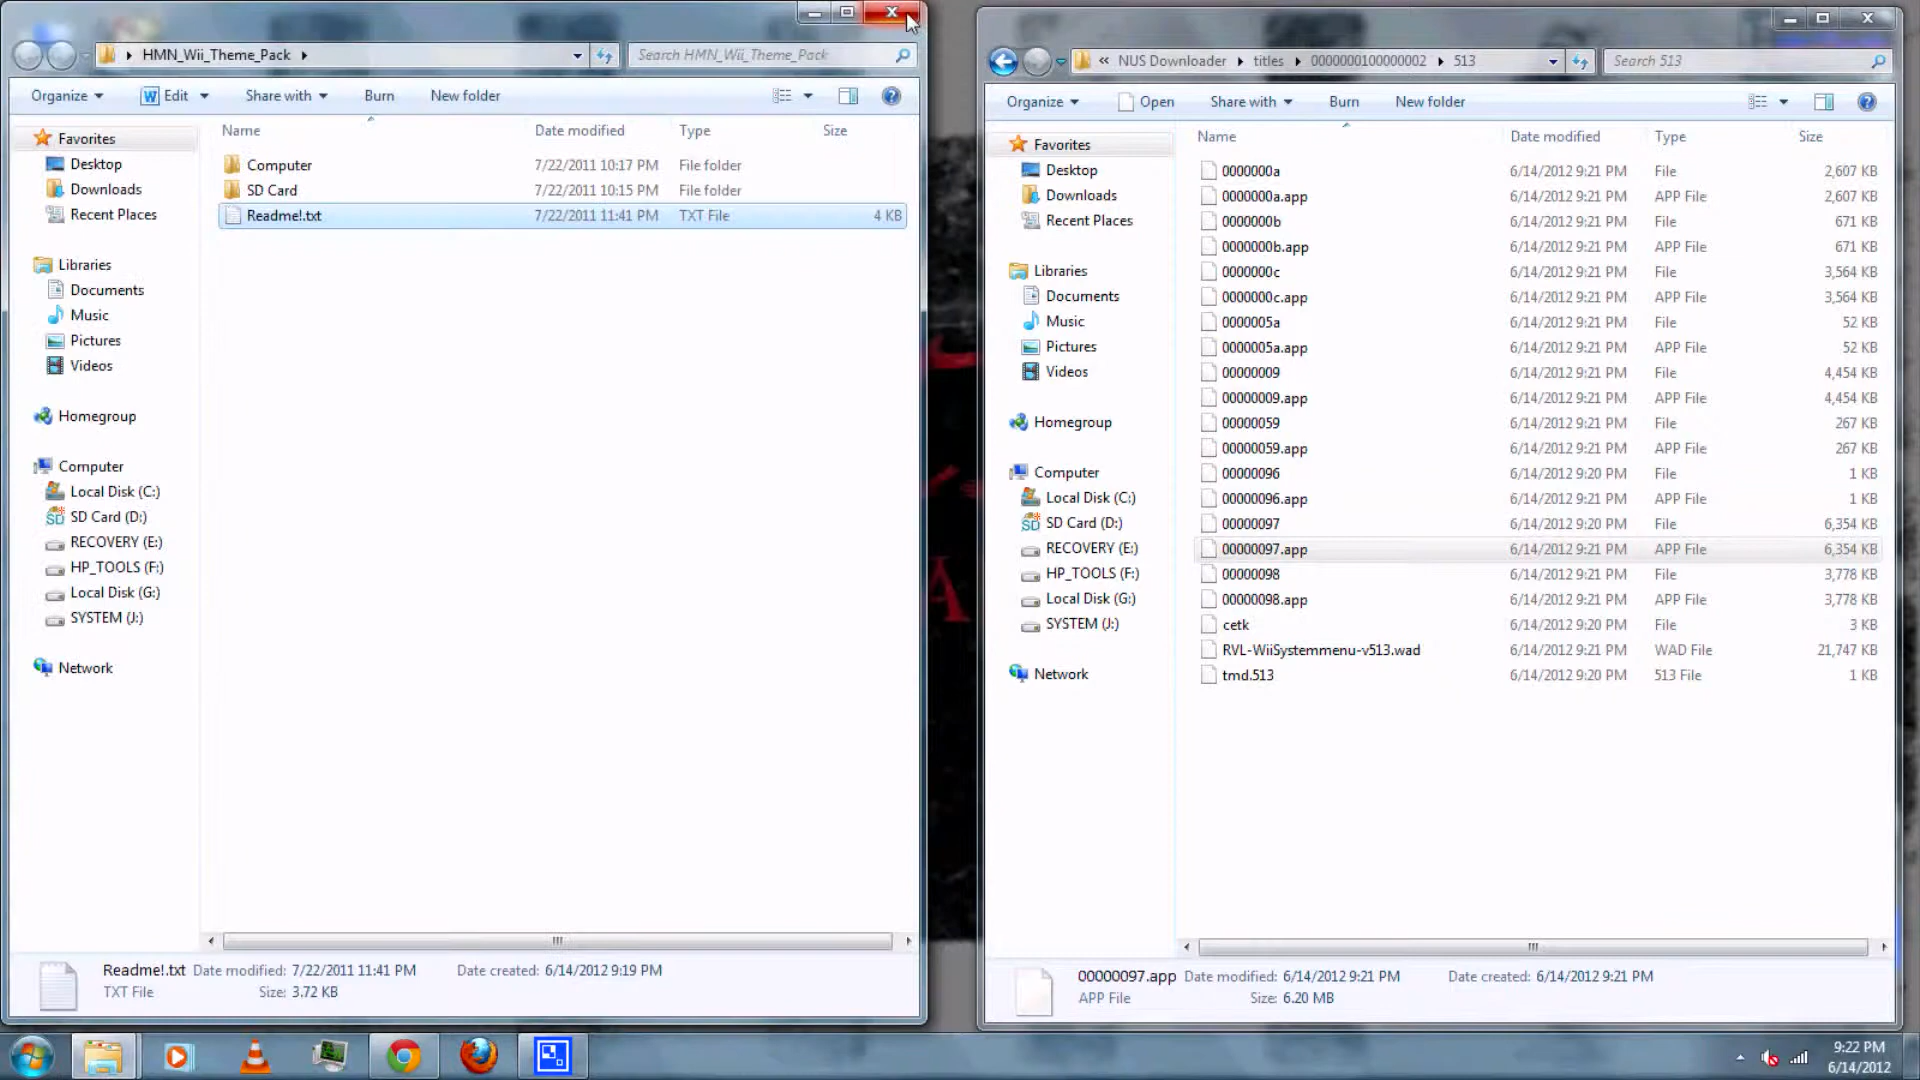 HMN_Wii_Theme_Pack
Search HMN_Wii_Theme_Pack
Organize Edit Share with Burn New folder
Name Date modified Type Size
Favorites
Desktop
Downloads
Recent Places
Libraries
Documents
Music
Pictures
Videos
Homegroup
Computer
Local Disk (C:)
SD Card (D:)
RECOVERY (E:)
HP_TOOLS (F:)
Local Disk (G:)
SYSTEM (J:)
Network
Computer 7/22/2011 10:17 PM File folder
SD Card 7/22/2011 10:15 PM File folder
Readme!.txt 7/22/2011 11:41 PM TXT File 4 KB
Readme!.txt Date modified: 7/22/2011 11:41 PM Date created: 6/14/2012 9:19 PM
TXT File Size: 3.72 KB
« NUS Downloader titles 0000000100000002 513
Search 513
Organize Open Share with Burn New folder
Name Date modified Type Size
Favorites
Desktop
Downloads
Recent Places
Libraries
Documents
Music
Pictures
Videos
Homegroup
Computer
Local Disk (C:)
SD Card (D:)
RECOVERY (E:)
HP_TOOLS (F:)
Local Disk (G:)
SYSTEM (J:)
Network
0000000a 6/14/2012 9:21 PM File 2,607 KB
0000000a.app 6/14/2012 9:21 PM APP File 2,607 KB
0000000b 6/14/2012 9:21 PM File 671 KB
0000000b.app 6/14/2012 9:21 PM APP File 671 KB
0000000c 6/14/2012 9:21 PM File 3,564 KB
0000000c.app 6/14/2012 9:21 PM APP File 3,564 KB
0000005a 6/14/2012 9:21 PM File 52 KB
0000005a.app 6/14/2012 9:21 PM APP File 52 KB
00000009 6/14/2012 9:21 PM File 4,454 KB
00000009.app 6/14/2012 9:21 PM APP File 4,454 KB
00000059 6/14/2012 9:21 PM File 267 KB
00000059.app 6/14/2012 9:21 PM APP File 267 KB
00000096 6/14/2012 9:20 PM File 1 KB
00000096.app 6/14/2012 9:21 PM APP File 1 KB
00000097 6/14/2012 9:20 PM File 6,354 KB
00000097.app 6/14/2012 9:21 PM APP File 6,354 KB
00000098 6/14/2012 9:21 PM File 3,778 KB
00000098.app 6/14/2012 9:21 PM APP File 3,778 KB
cetk 6/14/2012 9:20 PM File 3 KB
RVL-WiiSystemmenu-v513.wad 6/14/2012 9:21 PM WAD File 21,747 KB
tmd.513 6/14/2012 9:20 PM 513 File 1 KB
00000097.app Date modified: 6/14/2012 9:21 PM Date created: 6/14/2012 9:21 PM
APP File Size: 6.20 MB
9:22 PM
6/14/2012